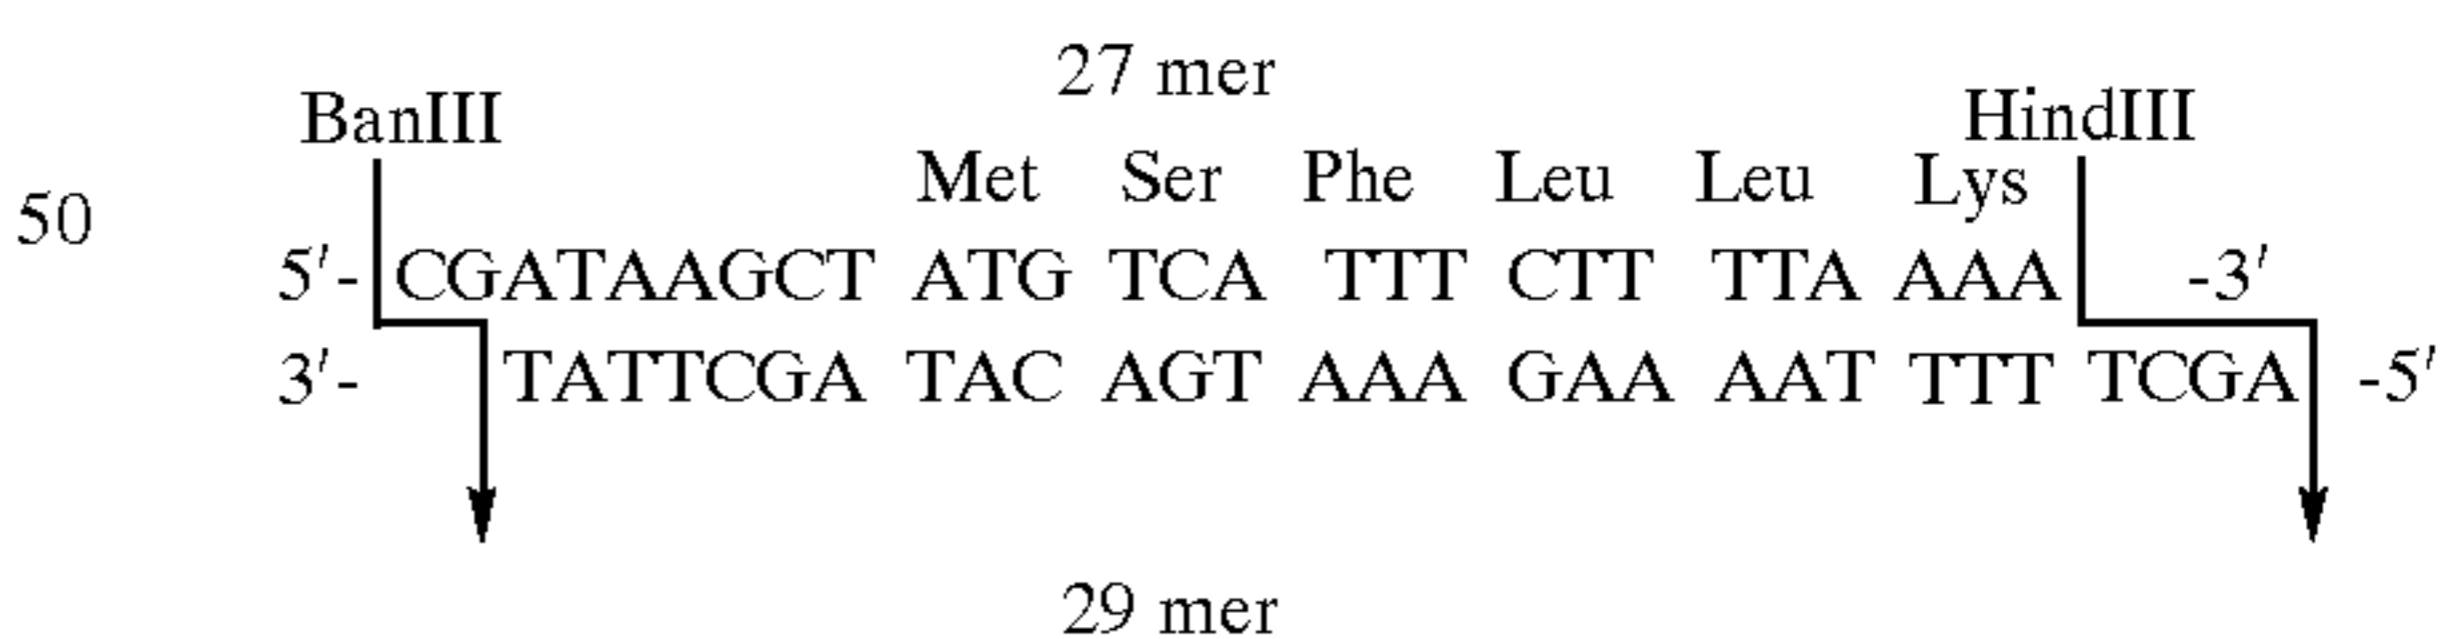 27 mer
BanIII HindIII
Met Ser Phe Leu Leu Lys
50
5'- CGATAAGCT ATG TCA TTT CTT TTA AAA -3'
3'- TATTCGA TAC AGT AAA GAA AAT TTT TCGA -5'
29 mer